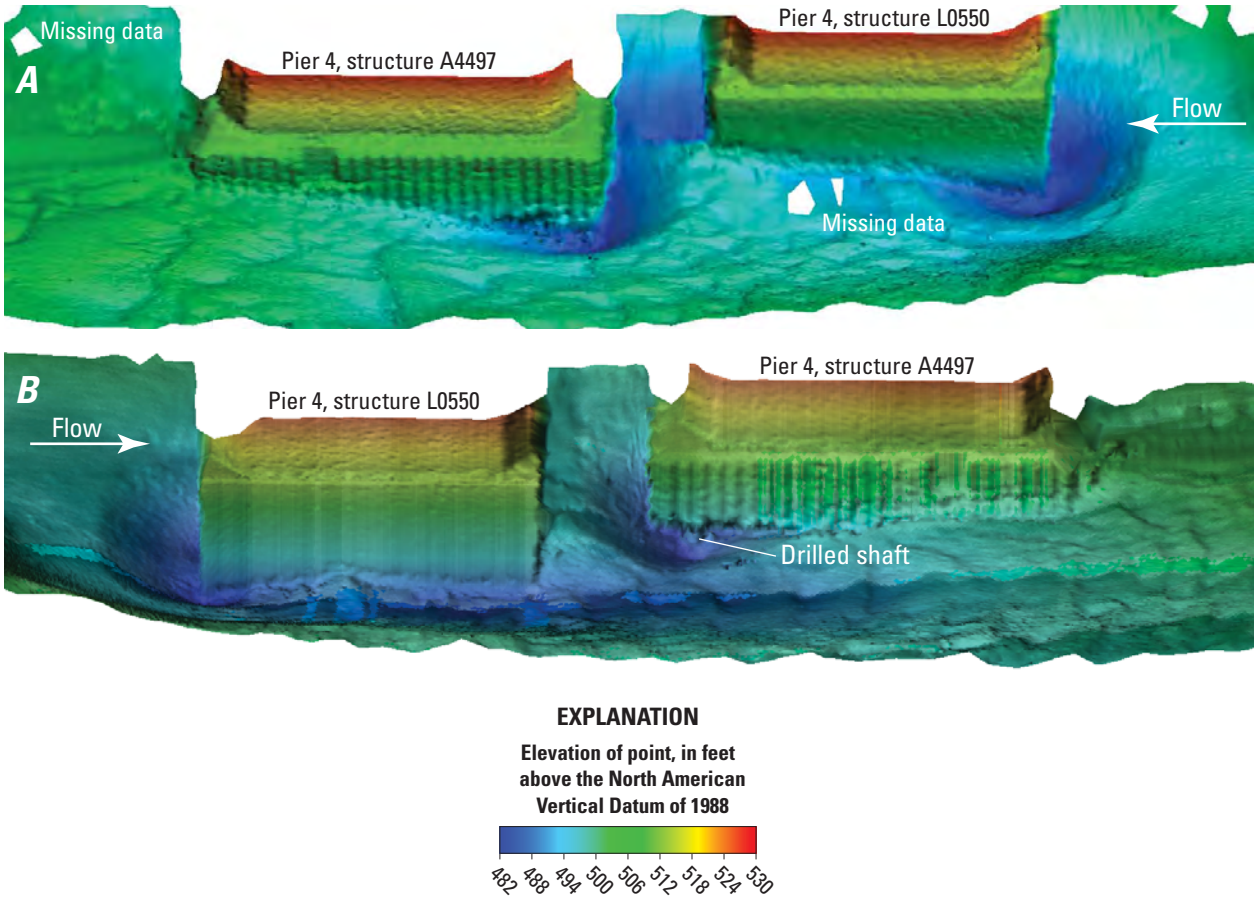 Missing data
A
Pier 4, structure A4497
Pier 4, structure L0550
Flow
Missing data
B
Flow
Pier 4, structure L0550
Pier 4, structure A4497
Drilled shaft
EXPLANATION
Elevation of point, in feet
above the North American
Vertical Datum of 1988
482 488 494 500 506 512 518 524 530